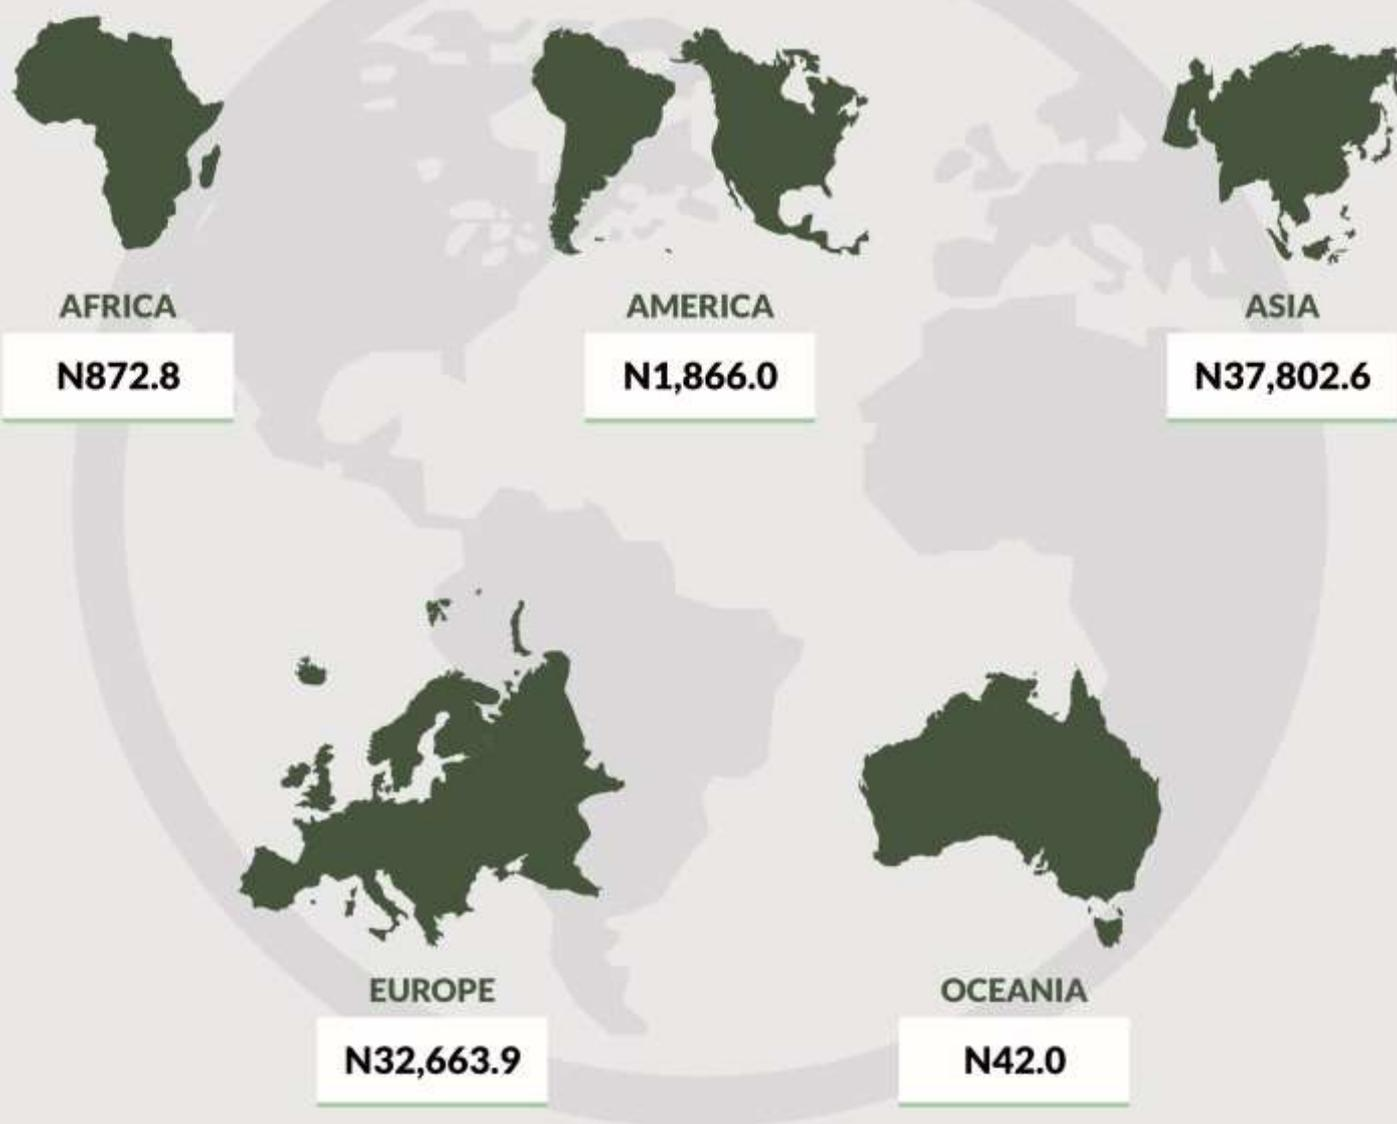 AFRICA
N872.8
AMERICA
N1,866.0
ASIA
N37,802.6
EUROPE
N32,663.9
OCEANIA
N42.0